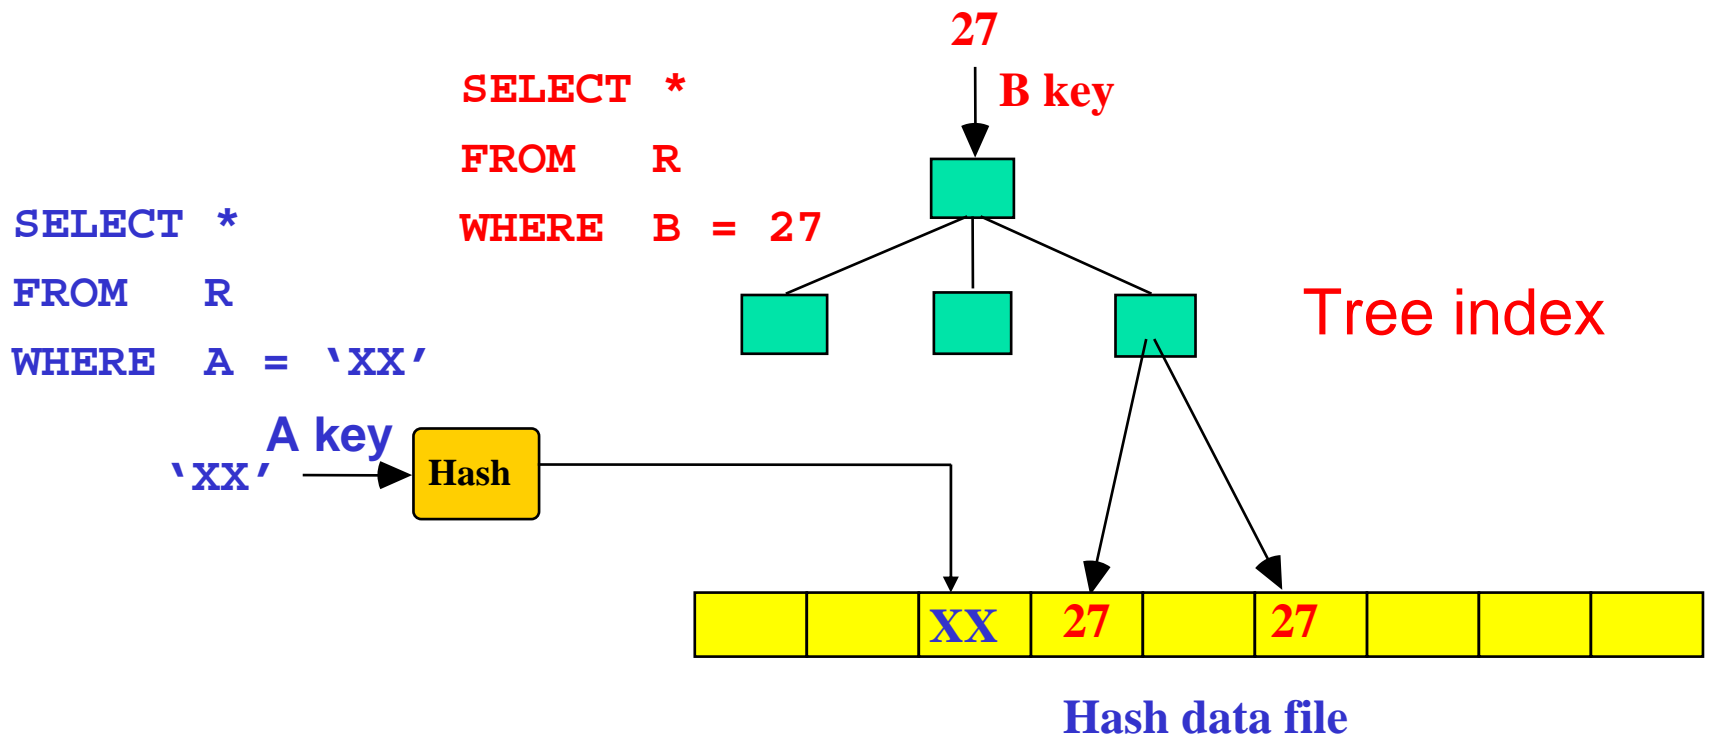 27
B key
SELECT *
FROM R
WHERE B = 27
SELECT *
FROM R
WHERE A = ‘XX’
Tree index
A key
‘XX’
Hash
XX 27 27
Hash data file